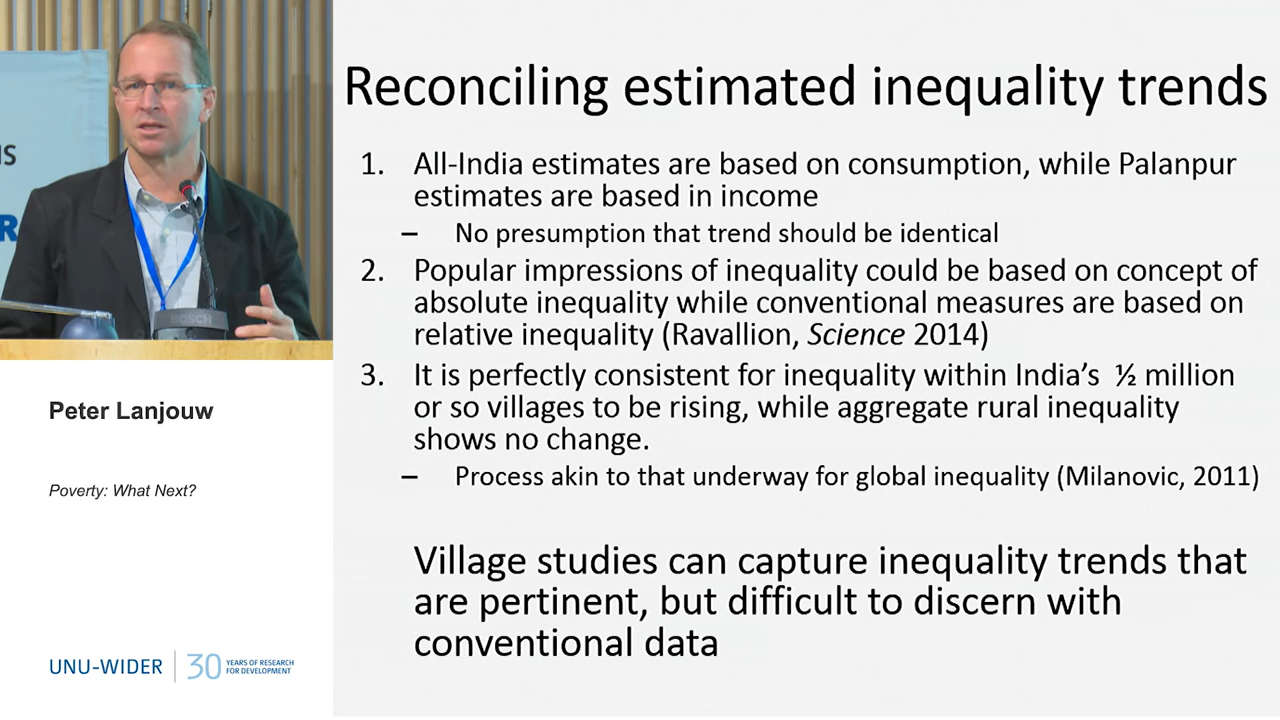 IS
R
BOSCH
Peter Lanjouw
Poverty: What Next?
UNU-WIDER
30 YEARS OF RESEARCH
FOR DEVELOPMENT
Reconciling estimated inequality trends
1. All-India estimates are based on consumption, while Palanpur
estimates are based in income
– No presumption that trend should be identical
2. Popular impressions of inequality could be based on concept of
absolute inequality while conventional measures are based on
relative inequality (Ravallion, Science 2014)
3. It is perfectly consistent for inequality within India’s ½ million
or so villages to be rising, while aggregate rural inequality
shows no change.
– Process akin to that underway for global inequality (Milanovic, 2011)
Village studies can capture inequality trends that
are pertinent, but difficult to discern with
conventional data